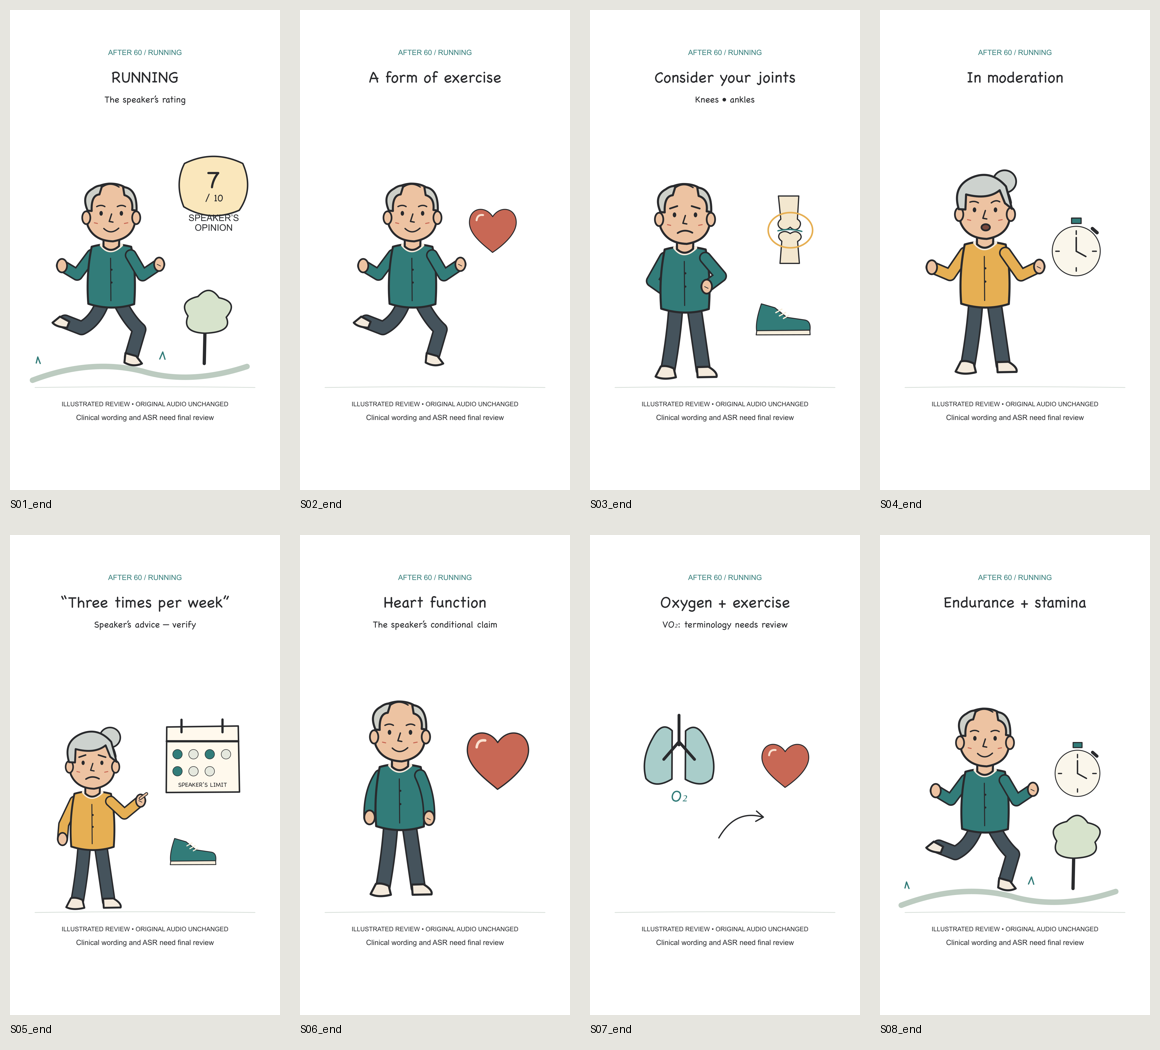 AFTER 60 / RUNNING
RUNNING
The speaker's rating
7
/ 10
SPEAKER'S
OPINION
ILLUSTRATED REVIEW • ORIGINAL AUDIO UNCHANGED
Clinical wording and ASR need final review
S01_end
AFTER 60 / RUNNING
A form of exercise
ILLUSTRATED REVIEW • ORIGINAL AUDIO UNCHANGED
Clinical wording and ASR need final review
S02_end
AFTER 60 / RUNNING
Consider your joints
Knees • ankles
ILLUSTRATED REVIEW • ORIGINAL AUDIO UNCHANGED
Clinical wording and ASR need final review
S03_end
AFTER 60 / RUNNING
In moderation
ILLUSTRATED REVIEW • ORIGINAL AUDIO UNCHANGED
Clinical wording and ASR need final review
S04_end
AFTER 60 / RUNNING
“Three times per week”
Speaker's advice — verify
SPEAKER'S LIMIT
ILLUSTRATED REVIEW • ORIGINAL AUDIO UNCHANGED
Clinical wording and ASR need final review
S05_end
AFTER 60 / RUNNING
Heart function
The speaker's conditional claim
ILLUSTRATED REVIEW • ORIGINAL AUDIO UNCHANGED
Clinical wording and ASR need final review
S06_end
AFTER 60 / RUNNING
Oxygen + exercise
VO₂: terminology needs review
O₂
ILLUSTRATED REVIEW • ORIGINAL AUDIO UNCHANGED
Clinical wording and ASR need final review
S07_end
AFTER 60 / RUNNING
Endurance + stamina
ILLUSTRATED REVIEW • ORIGINAL AUDIO UNCHANGED
Clinical wording and ASR need final review
S08_end